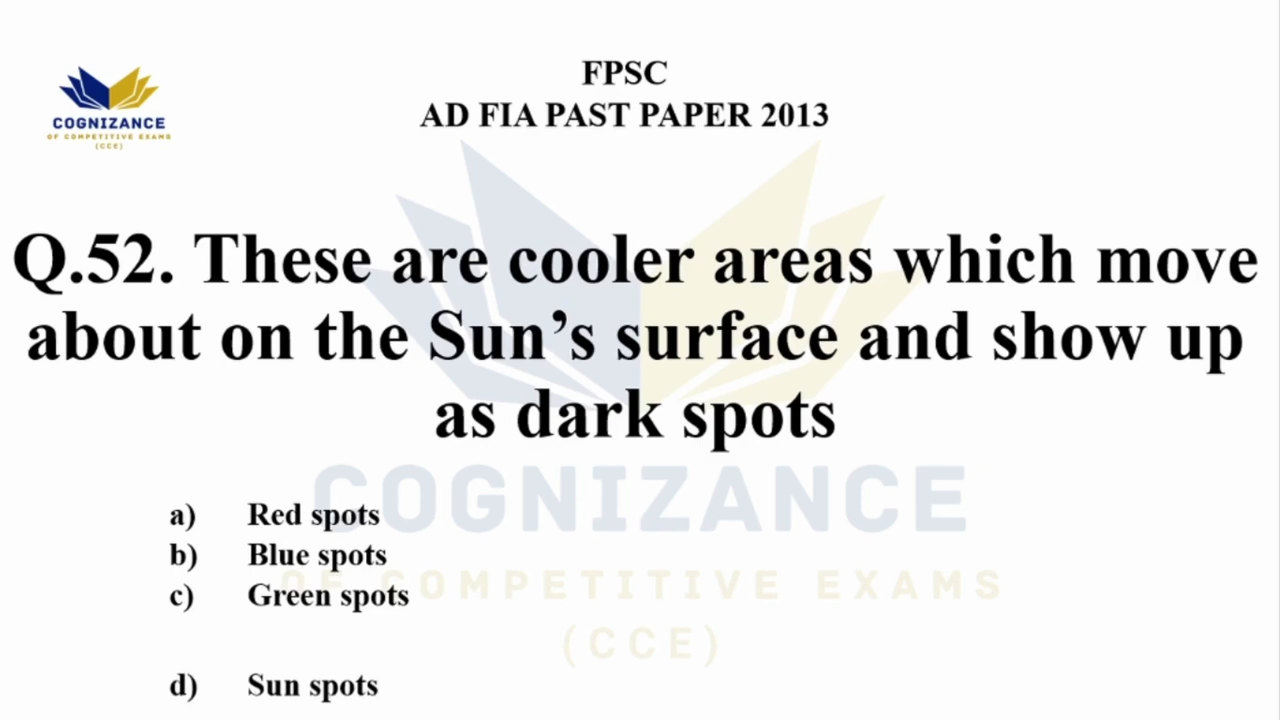 FPSC
AD FIA PAST PAPER 2013
COGNIZANCE
OF COMPETITIVE EXAMS
(CCE)
Q.52. These are cooler areas which move
about on the Sun’s surface and show up
as dark spots
COGNIZANCE
OF COMPETITIVE EXAMS
(CCE)
a) Red spots
b) Blue spots
c) Green spots
d) Sun spots